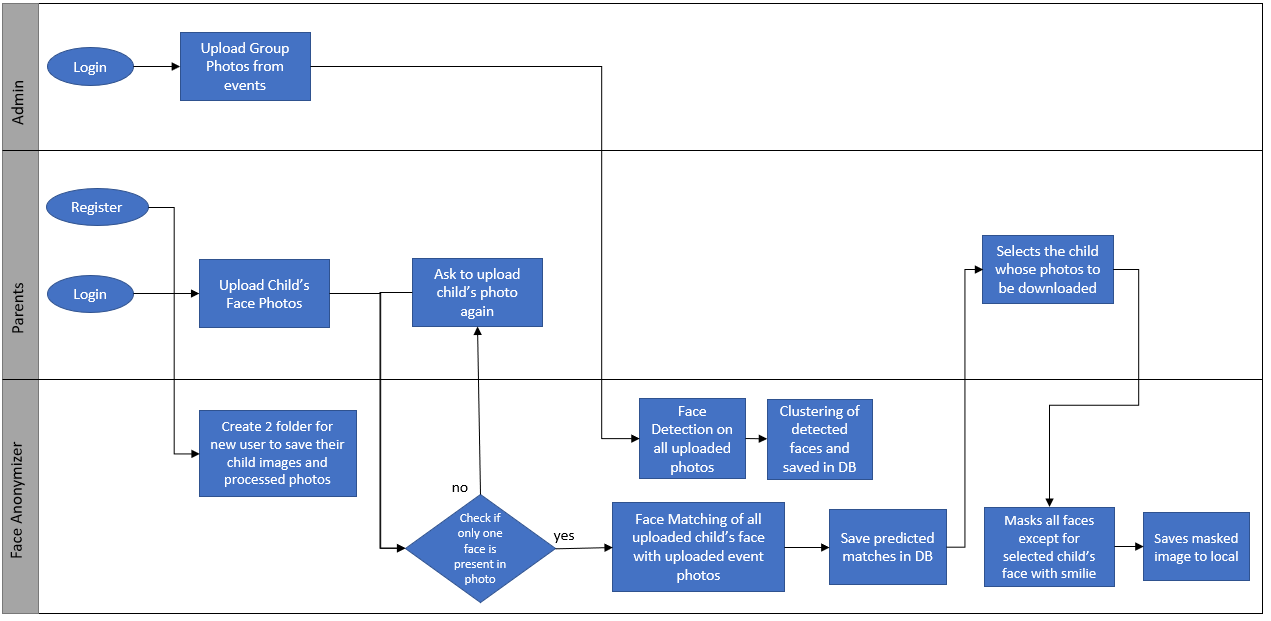 Admin
Login
Upload Group
Photos from
events
Parents
Register
Login
Upload Child's
Face Photos
Ask to upload
child's photo
again
Selects the child
whose photos to
be downloaded
Face Anonymizer
Create 2 folder for
new user to save their
child images and
processed photos
no
Check if
only one
face is
present in
photo
yes
Face
Detection on
all uploaded
photos
Clustering of
detected
faces and
saved in DB
Face Matching of all
uploaded child's face
with uploaded event
photos
Save predicted
matches in DB
Masks all faces
except for
selected child's
face with smilie
Saves masked
image to local